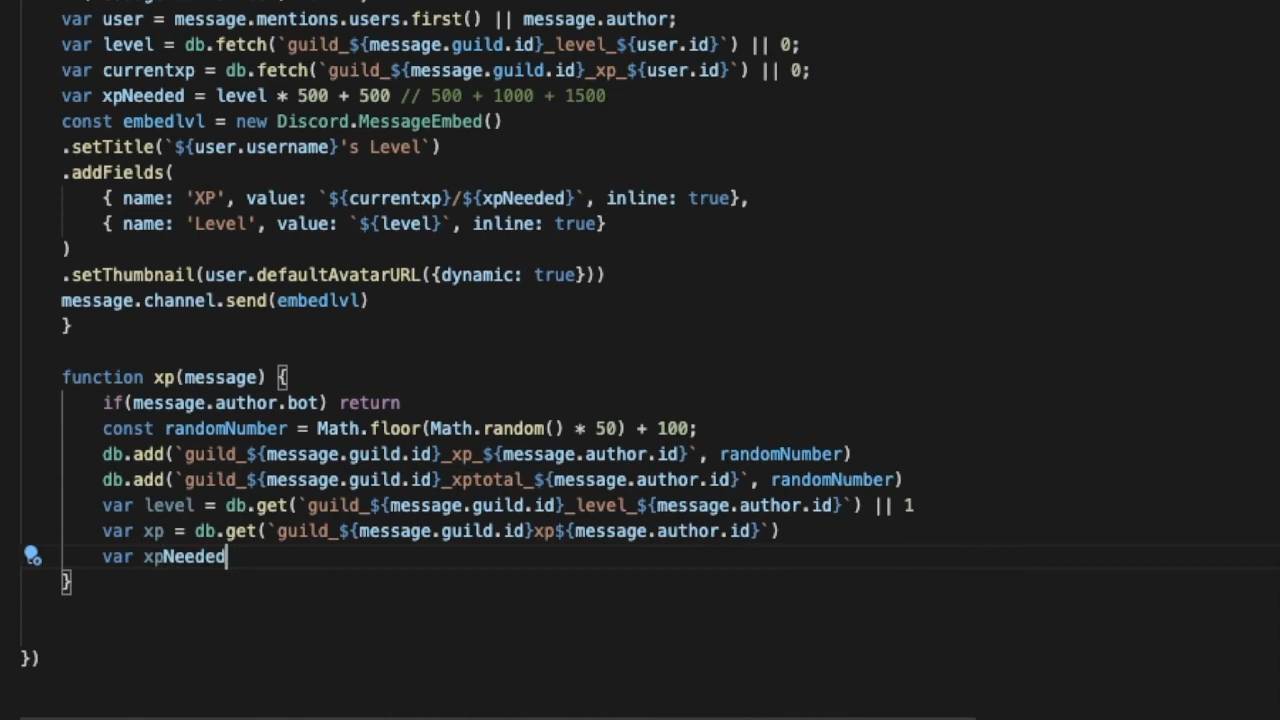 var user = message.mentions.users.first() || message.author;
var level = db.fetch(`guild_${message.guild.id}_level_${user.id}`) || 0;
var currentxp = db.fetch(`guild_${message.guild.id}_xp_${user.id}`) || 0;
var xpNeeded = level * 500 + 500 // 500 + 1000 + 1500
const embedlvl = new Discord.MessageEmbed()
.setTitle(`${user.username}'s Level`)
.addFields(
{ name: 'XP', value: `${currentxp}/${xpNeeded}`, inline: true},
{ name: 'Level', value: `${level}`, inline: true}
)
.setThumbnail(user.defaultAvatarURL({dynamic: true}))
message.channel.send(embedlvl)
}
function xp(message) {
if(message.author.bot) return
const randomNumber = Math.floor(Math.random() * 50) + 100;
db.add(`guild_${message.guild.id}_xp_${message.author.id}`, randomNumber)
db.add(`guild_${message.guild.id}_xptotal_${message.author.id}`, randomNumber)
var level = db.get(`guild_${message.guild.id}_level_${message.author.id}`) || 1
var xp = db.get(`guild_${message.guild.id}xp${message.author.id}`)
var xpNeeded
}
})